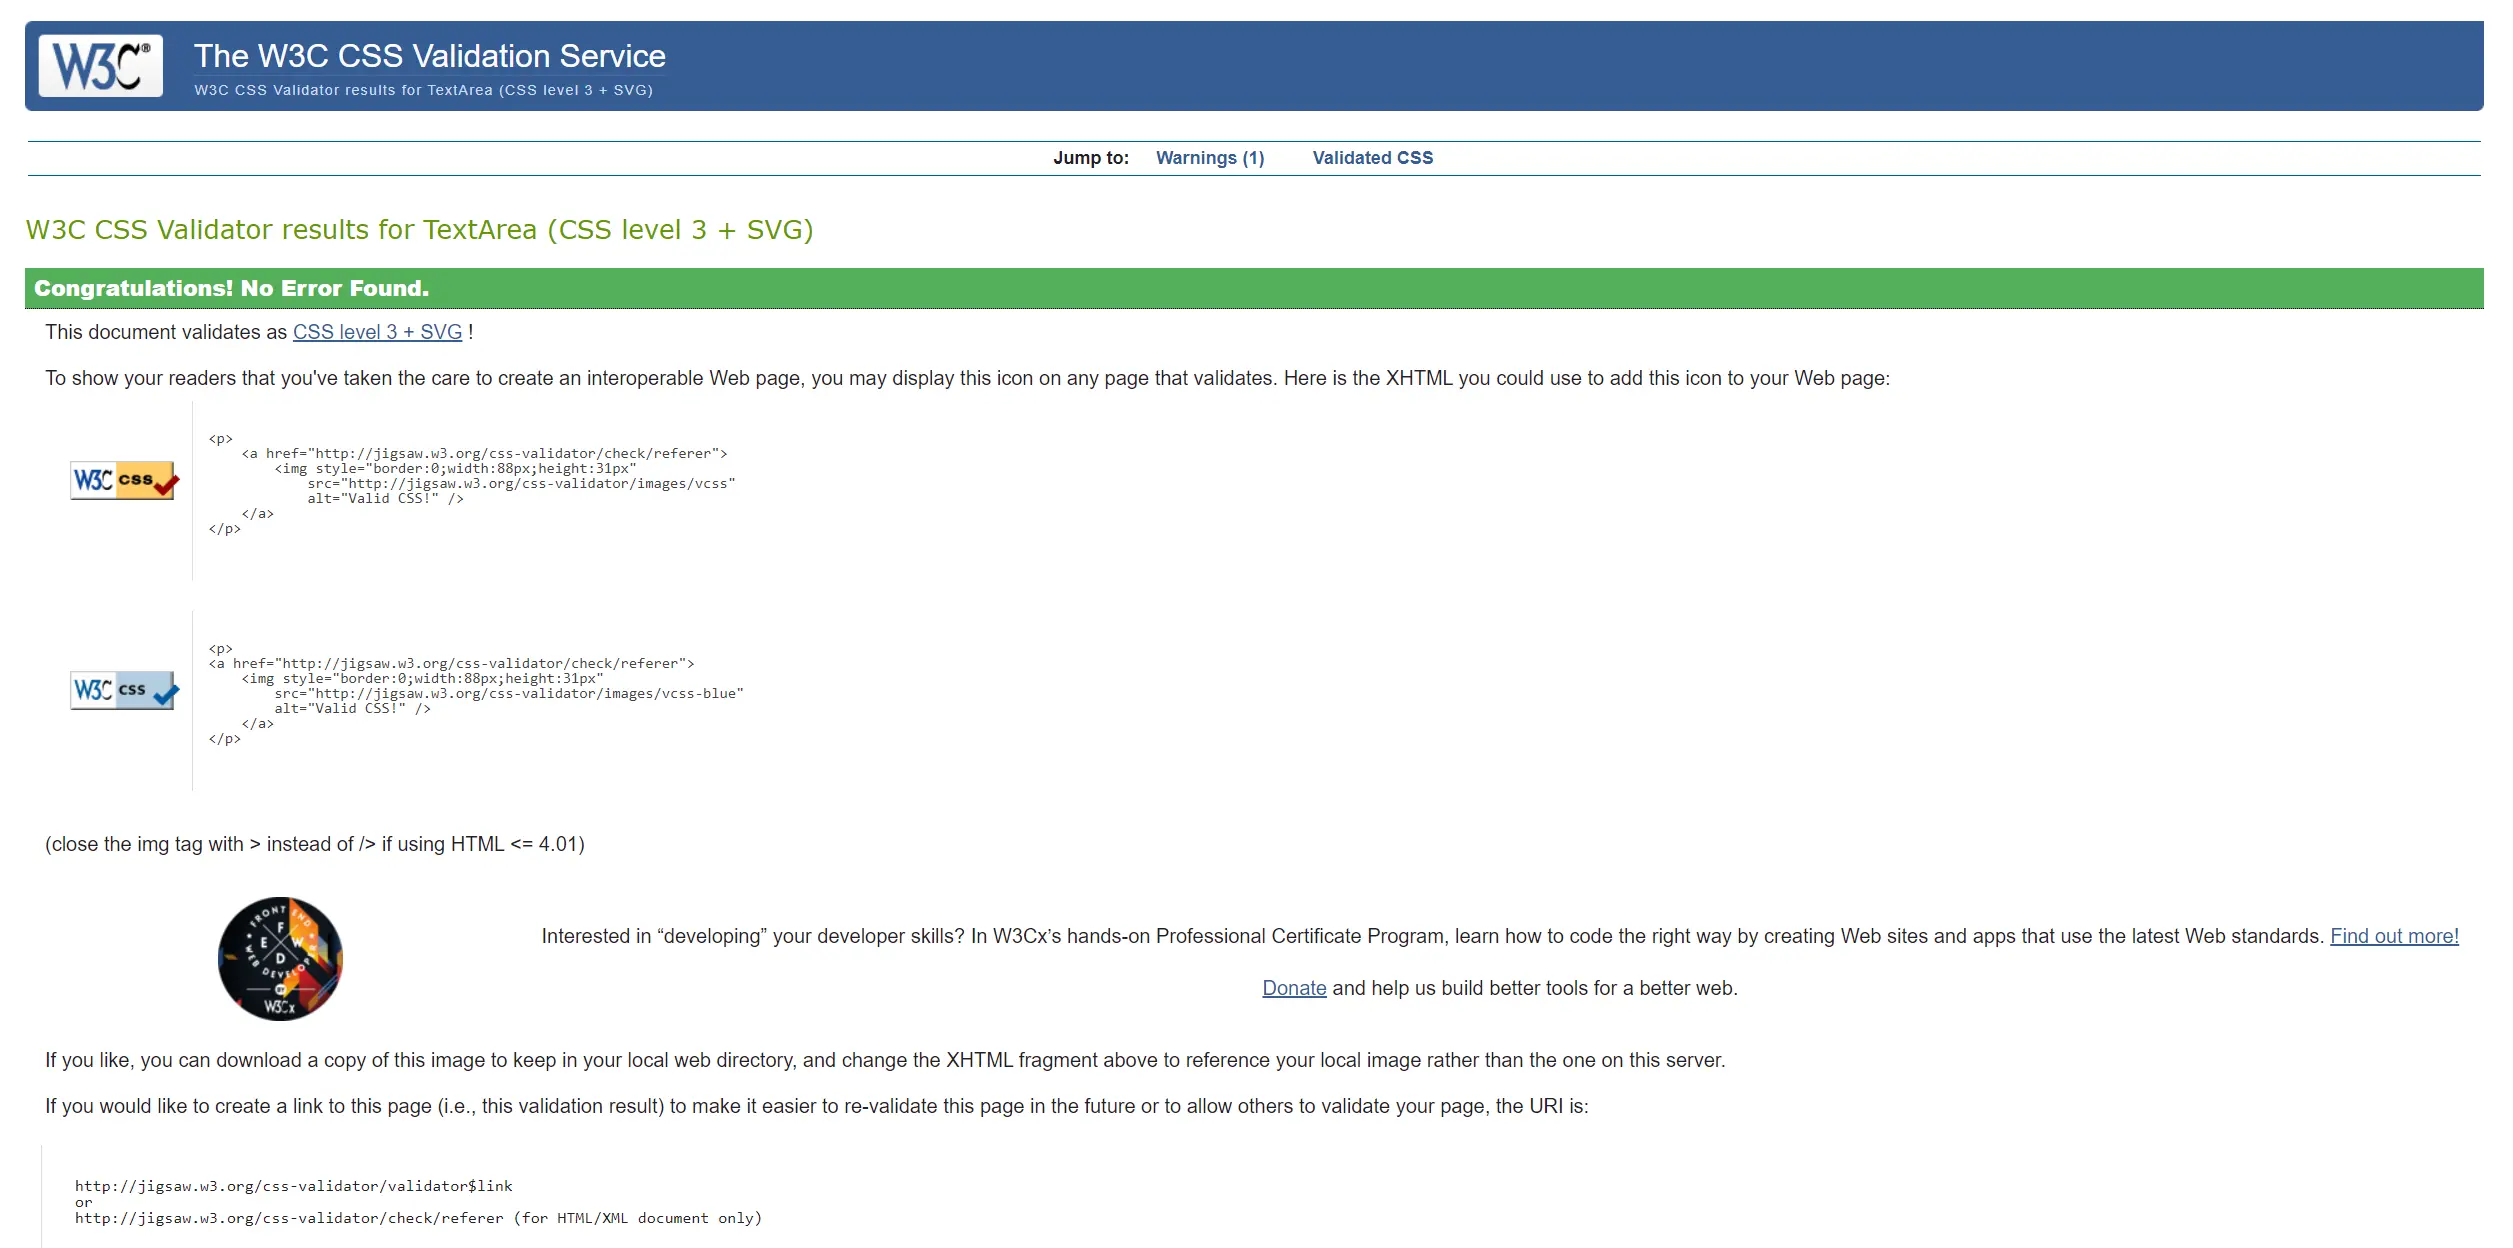 W3C®
The W3C CSS Validation Service
W3C CSS Validator results for TextArea (CSS level 3 + SVG)
Jump to: Warnings (1) Validated CSS
W3C CSS Validator results for TextArea (CSS level 3 + SVG)
Congratulations! No Error Found.
This document validates as CSS level 3 + SVG !
To show your readers that you've taken the care to create an interoperable Web page, you may display this icon on any page that validates. Here is the XHTML you could use to add this icon to your Web page:
W3C css
<p>
    <a href="http://jigsaw.w3.org/css-validator/check/referer">
        <img style="border:0;width:88px;height:31px"
            src="http://jigsaw.w3.org/css-validator/images/vcss"
            alt="Valid CSS!" />
    </a>
</p>
W3C css
<p>
<a href="http://jigsaw.w3.org/css-validator/check/referer">
    <img style="border:0;width:88px;height:31px"
        src="http://jigsaw.w3.org/css-validator/images/vcss-blue"
        alt="Valid CSS!" />
    </a>
</p>
(close the img tag with > instead of /> if using HTML <= 4.01)
FRONT END
F
E W
D
WEB DEVELOPER
BY
W3Cx
Interested in “developing” your developer skills? In W3Cx’s hands-on Professional Certificate Program, learn how to code the right way by creating Web sites and apps that use the latest Web standards. Find out more!
Donate and help us build better tools for a better web.
If you like, you can download a copy of this image to keep in your local web directory, and change the XHTML fragment above to reference your local image rather than the one on this server.
If you would like to create a link to this page (i.e., this validation result) to make it easier to re-validate this page in the future or to allow others to validate your page, the URI is:
http://jigsaw.w3.org/css-validator/validator$link
or
http://jigsaw.w3.org/css-validator/check/referer (for HTML/XML document only)